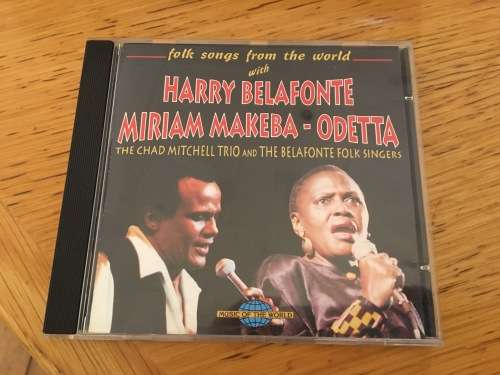 folk songs from the world
with
HARRY BELAFONTE
MIRIAM MAKEBA - ODETTA
THE CHAD MITCHELL TRIO AND THE BELAFONTE FOLK SINGERS
MUSIC OF THE WORLD